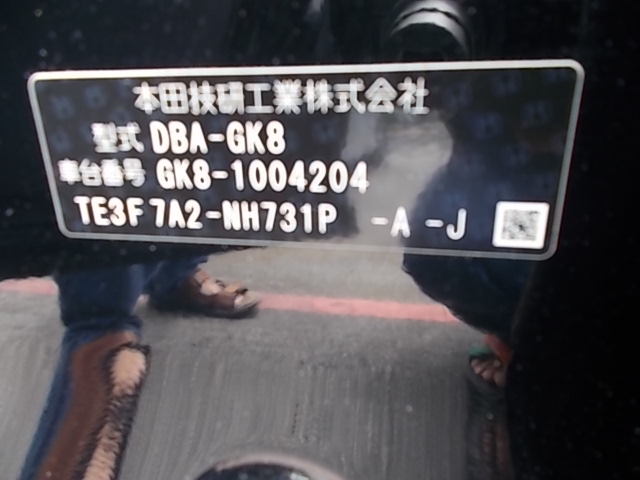 本田技研工業株式会社
型式 DBA-GK8
車台番号 GK8-1004204
TE3F 7A2-NH731P -A -J